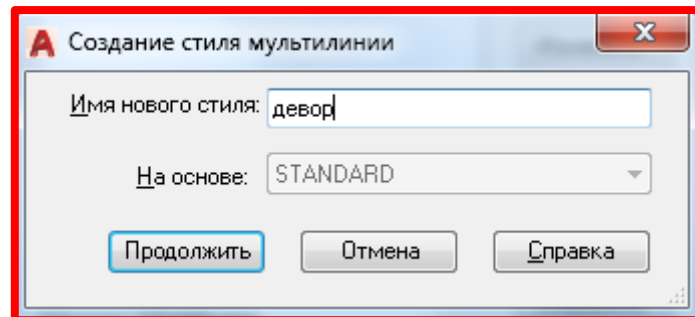 Создание стиля мультилинии
Имя нового стиля: девор
На основе: STANDARD
Продолжить Отмена Справка